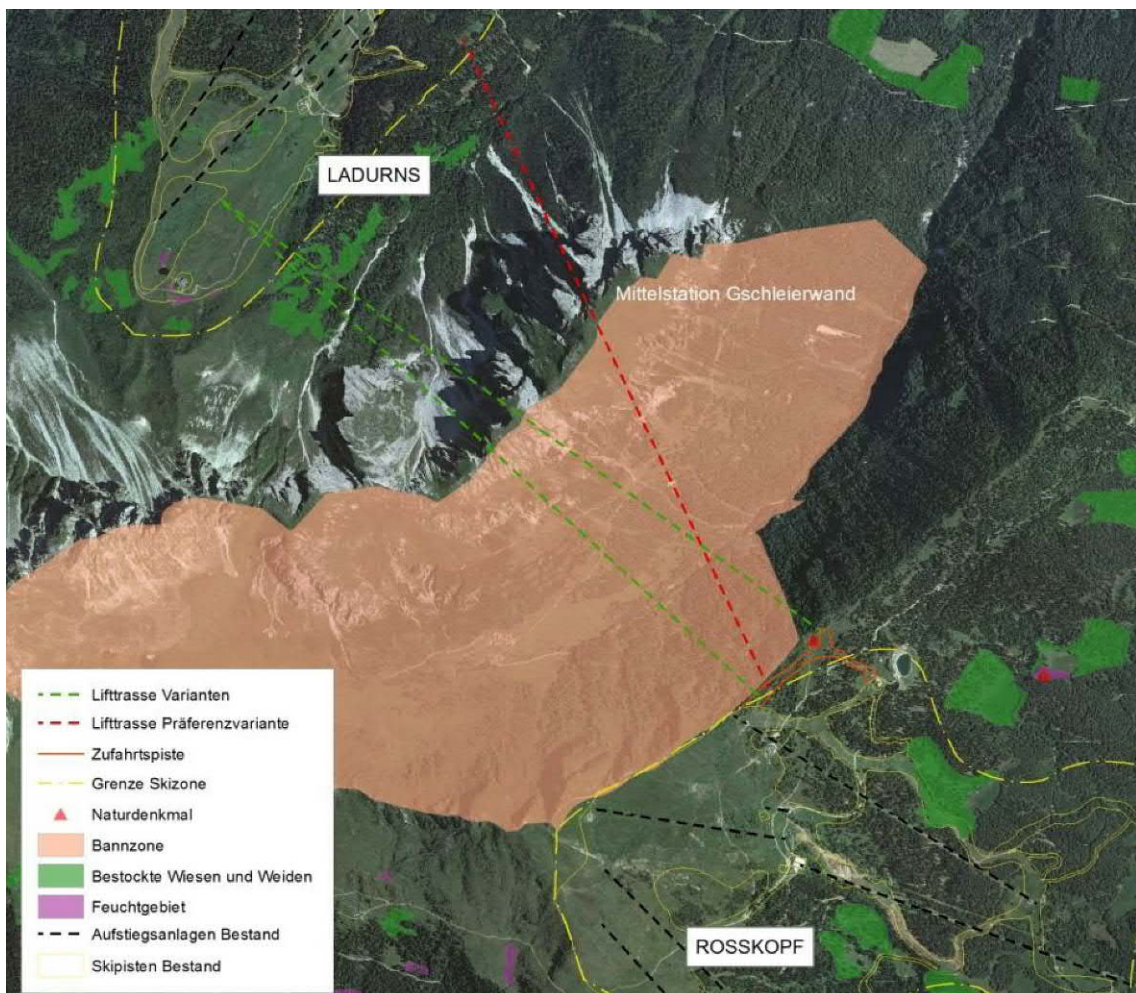 LADURNS
Mittelstation Gschleierwand
Lifttrasse Varianten
Lifttrasse Präferenzvariante
Zufahrtspiste
Grenze Skizone
Naturdenkmal
Bannzone
Bestockte Wiesen und Weiden
Feuchtgebiet
Aufstiegsanlagen Bestand
Skipisten Bestand
ROSSKOPF